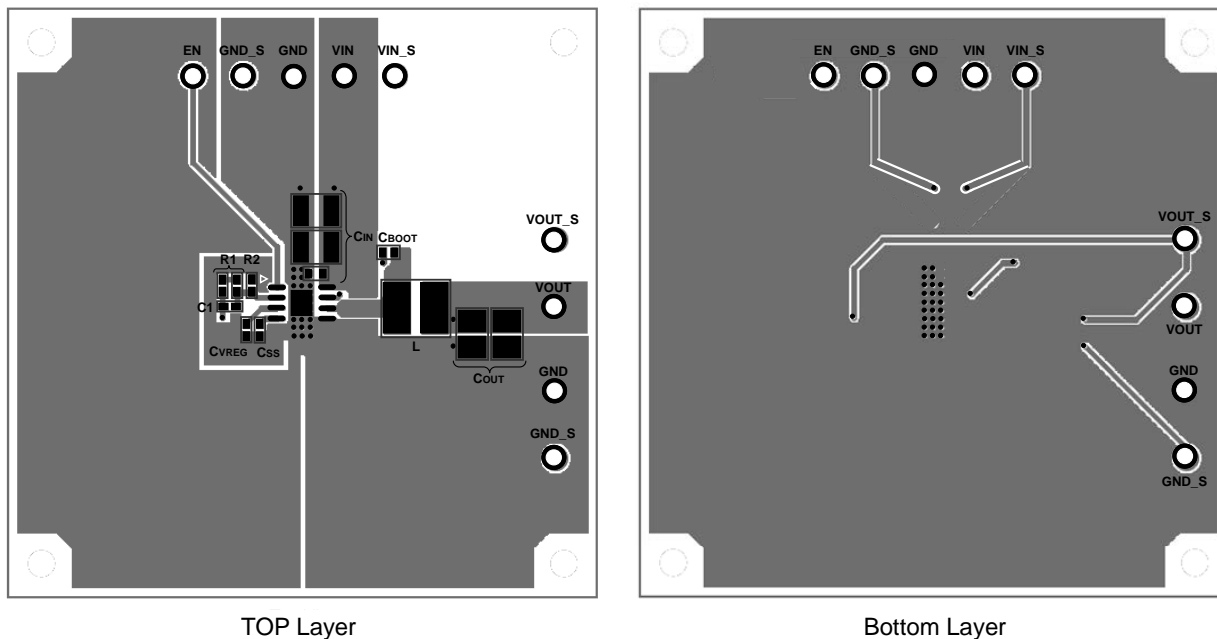 EN GND_S GND VIN VIN_S
CIN CBOOT
VOUT_S
R1 R2
C1
VOUT
CVREG CSS
L
COUT
GND
GND_S
TOP Layer
EN GND_S GND VIN VIN_S
VOUT_S
VOUT
GND
GND_S
Bottom Layer